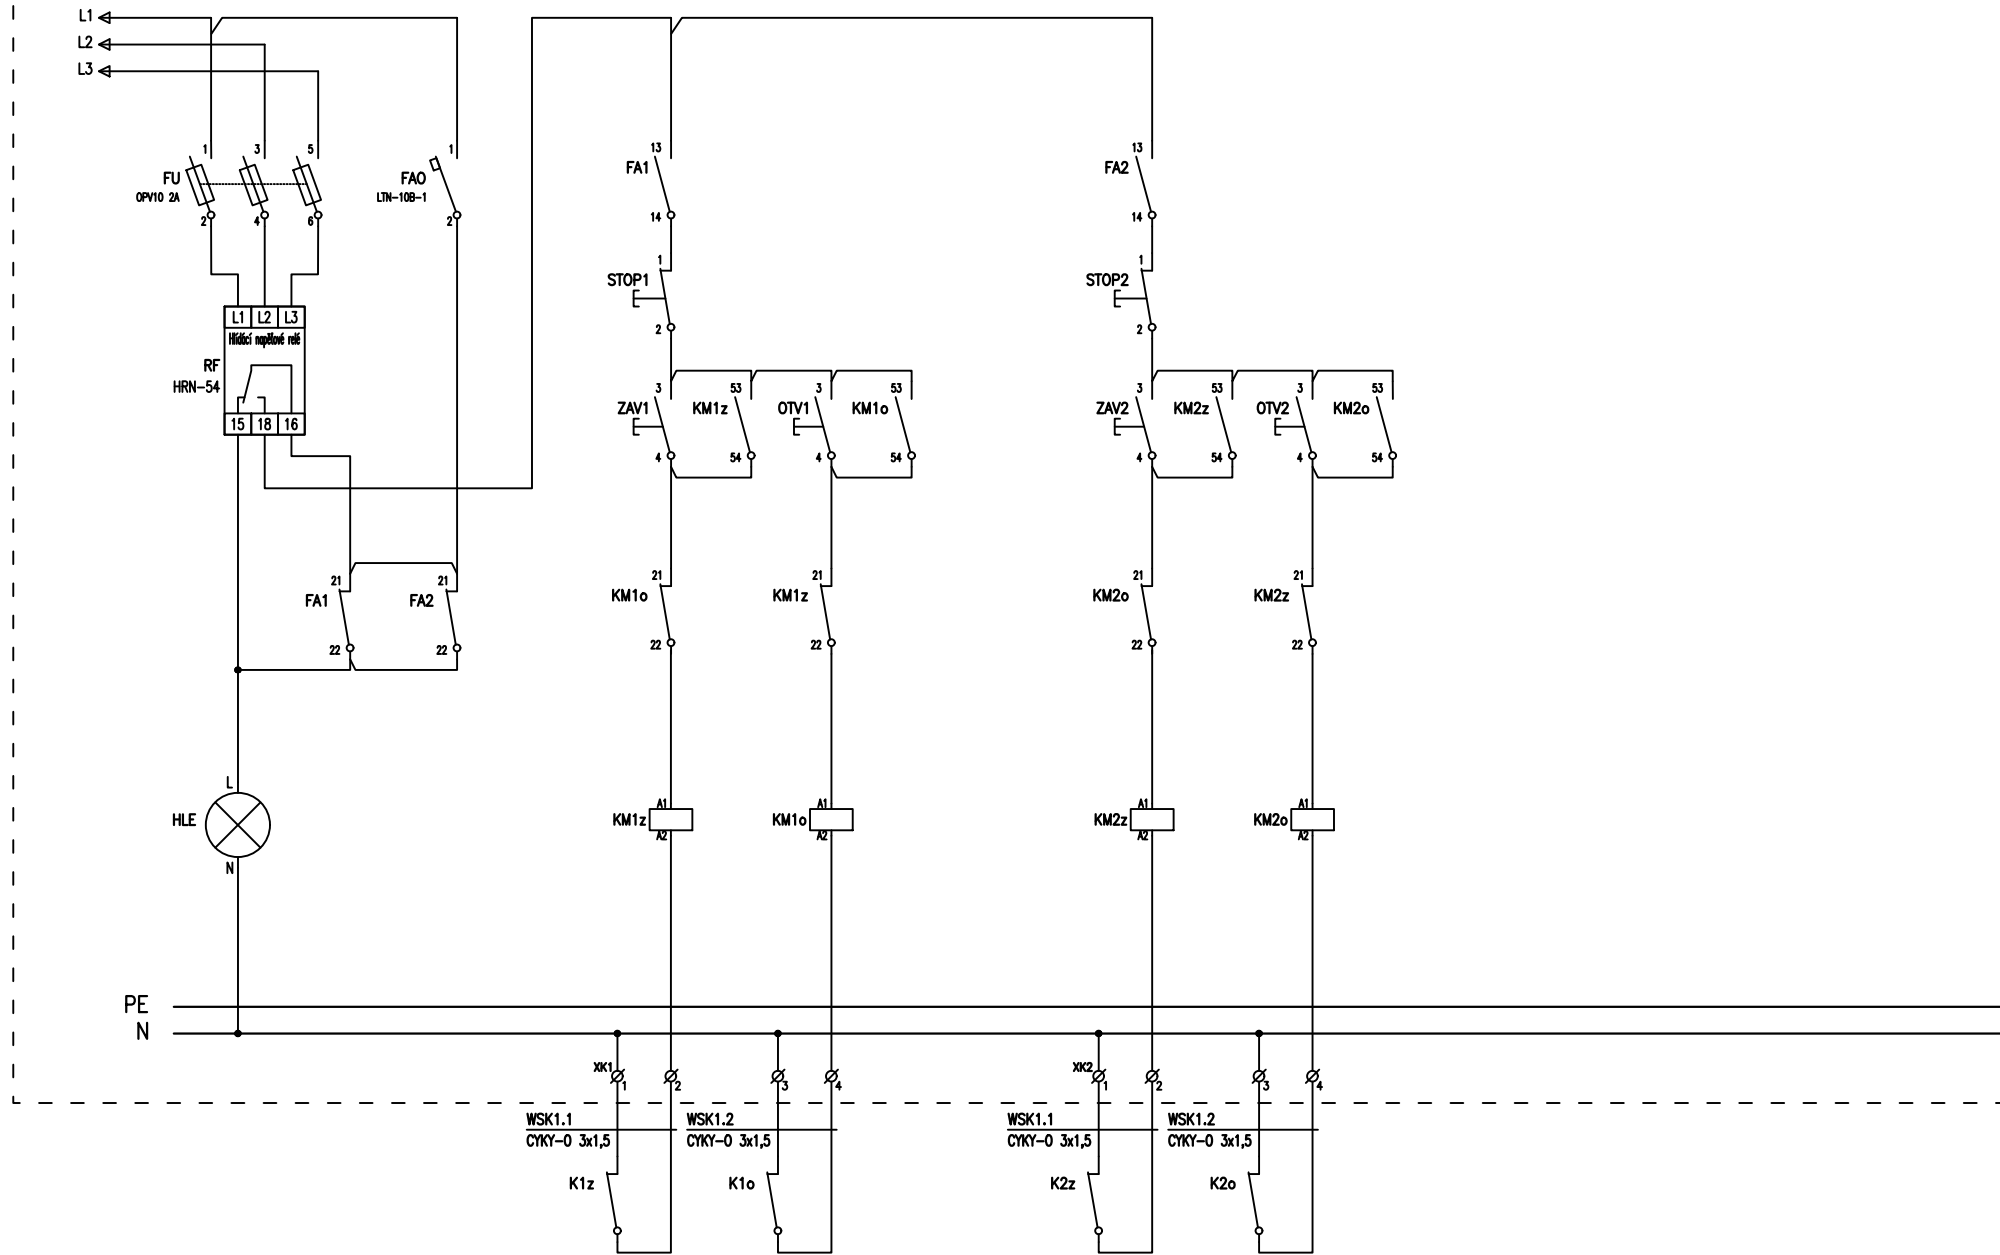 L1
L2
L3
1 3 5 1 13 13
FU FA0 FA1 FA2
OPV10 2A LTN-10B-1
2 4 6 2 14 14
1 1
STOP1 STOP2
2 2
L1 L2 L3
Hlídácí napěťové relé
RF
HRN-54
15 18 16
3 53 3 53 3 53 3 53
ZAV1 KM1z OTV1 KM1o ZAV2 KM2z OTV2 KM2o
4 54 4 54 4 54 4 54
21 21 21 21 21 21
FA1 FA2 KM1o KM1z KM2o KM2z
22 22 22 22 22 22
L
HLE
N
A1 A1 A1 A1
KM1z KM1o KM2z KM2o
A2 A2 A2 A2
PE
N
XK1 1 2 3 4 XK2 1 2 3 4
WSK1.1 WSK1.2 WSK1.1 WSK1.2
CYKY-O 3x1,5 CYKY-O 3x1,5 CYKY-O 3x1,5 CYKY-O 3x1,5
K1z K1o K2z K2o